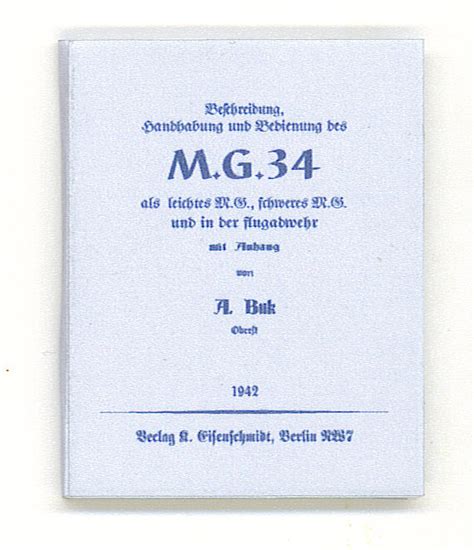 Beschreibung,
Handhabung und Bedienung des
M.G.34
als leichtes M.G., schweres M.G.
und in der flugadwehr
mit Anhang
von
A. Buk
Oberst
1942
Verlag R. Eisenschmidt, Berlin NW7